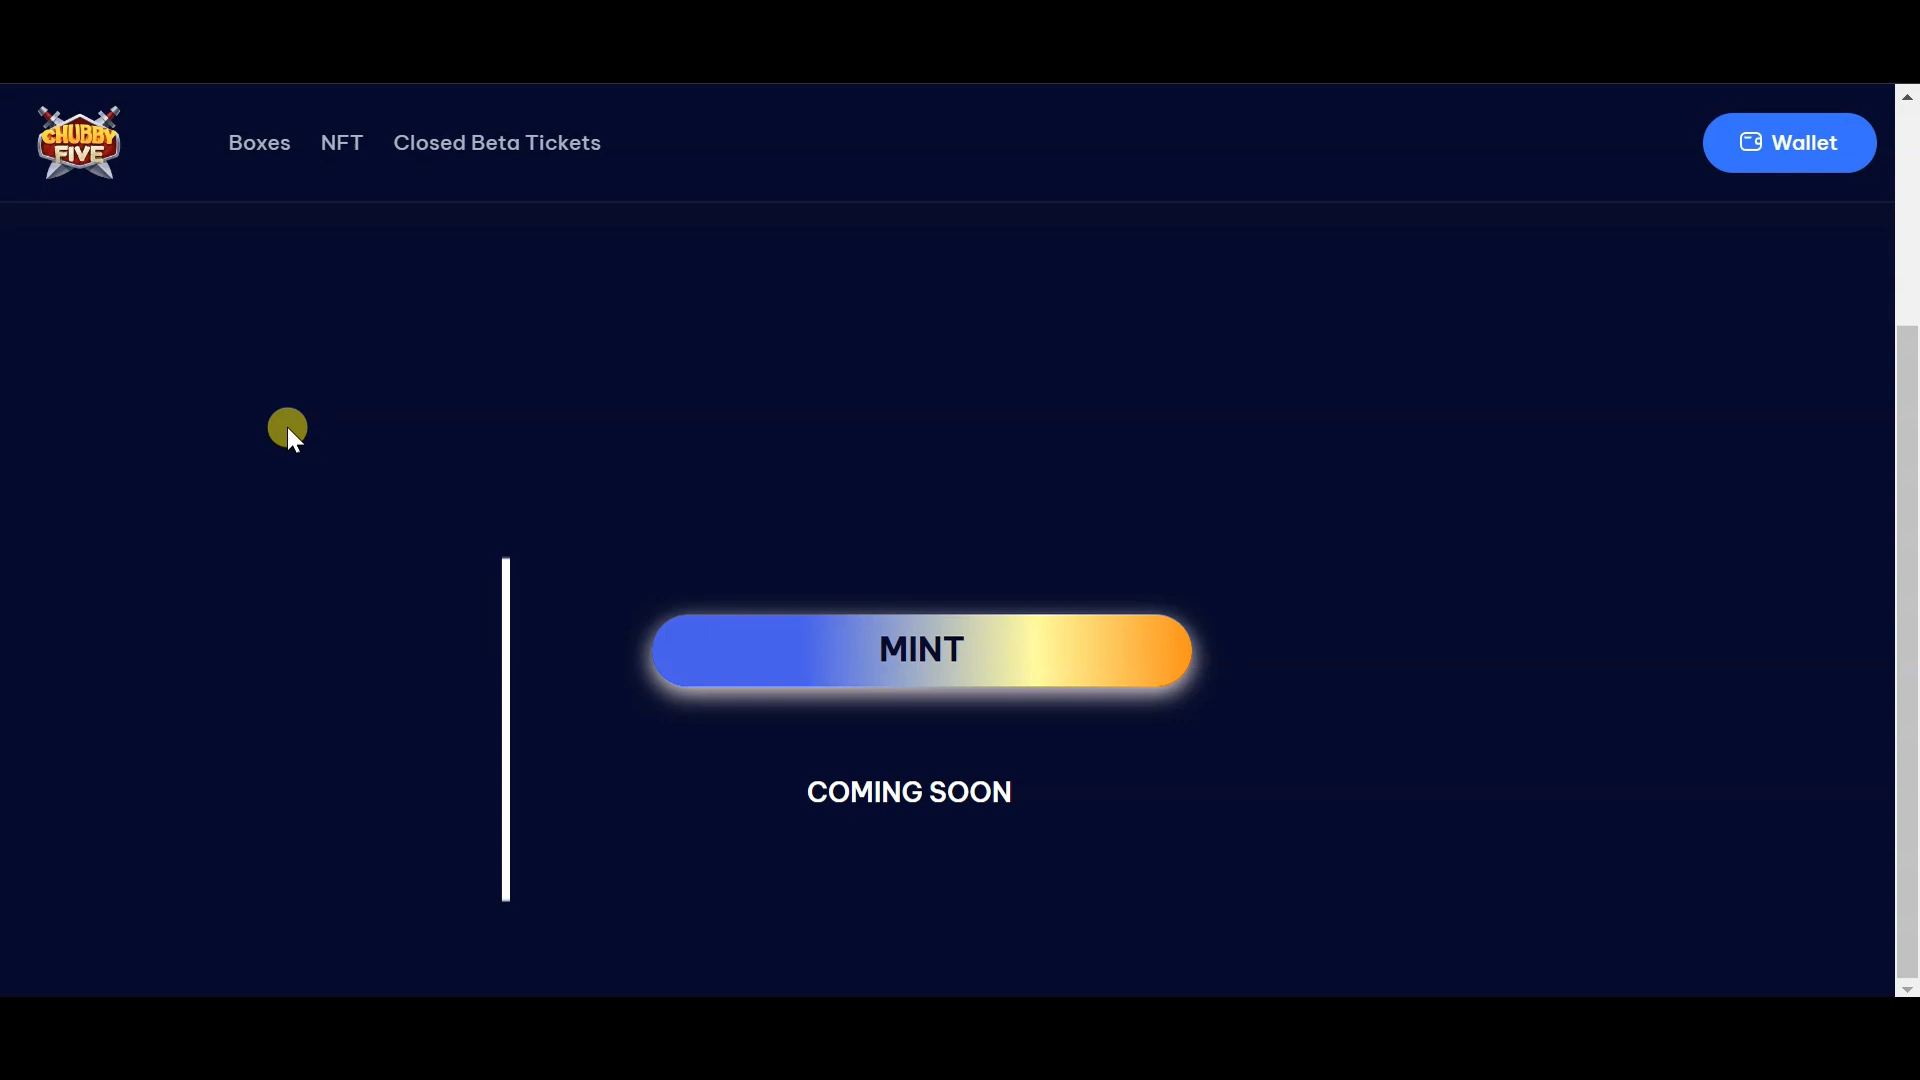 CHUBBY
FIVE
Boxes
NFT
Closed Beta Tickets
Wallet
MINT
COMING SOON